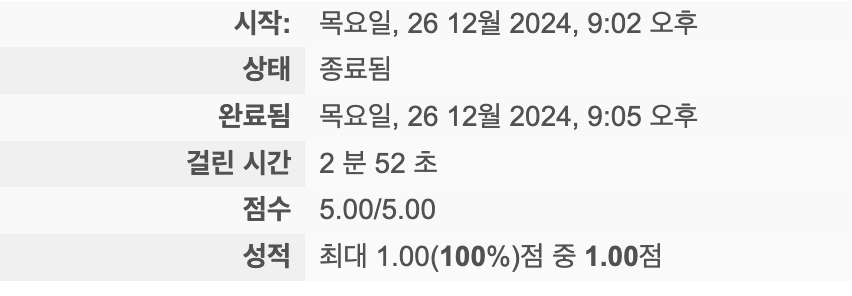 시작: 목요일, 26 12월 2024, 9:02 오후
상태 종료됨
완료됨 목요일, 26 12월 2024, 9:05 오후
걸린 시간 2 분 52 초
점수 5.00/5.00
성적 최대 1.00(100%)점 중 1.00점